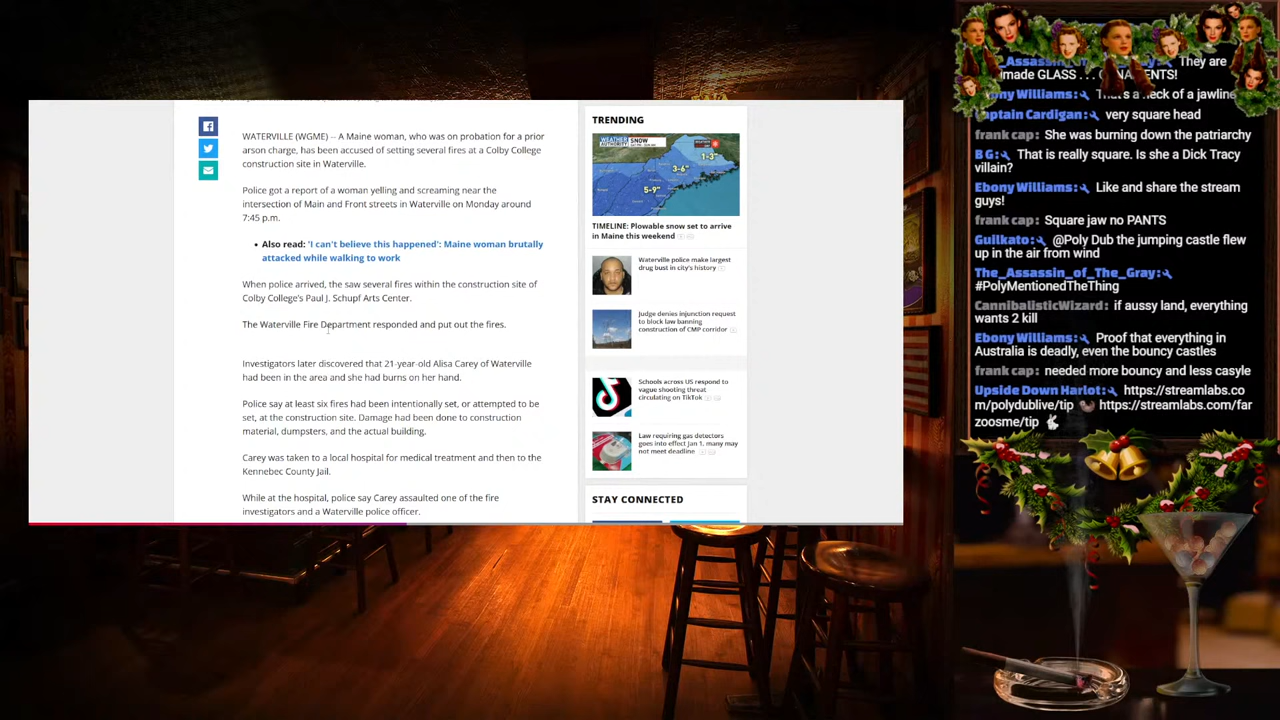 WATERVILLE (WGME) -- A Maine woman, who was on probation for a prior
arson charge, has been accused of setting several fires at a Colby College
construction site in Waterville.
Police got a report of a woman yelling and screaming near the
intersection of Main and Front streets in Waterville on Monday around
7:45 p.m.
• Also read: 'I can't believe this happened': Maine woman brutally
attacked while walking to work
When police arrived, the saw several fires within the construction site of
Colby College's Paul J. Schupf Arts Center.
The Waterville Fire Department responded and put out the fires.
Investigators later discovered that 21-year-old Alisa Carey of Waterville
had been in the area and she had burns on her hand.
Police say at least six fires had been intentionally set, or attempted to be
set, at the construction site. Damage had been done to construction
material, dumpsters, and the actual building.
Carey was taken to a local hospital for medical treatment and then to the
Kennebec County Jail.
While at the hospital, police say Carey assaulted one of the fire
investigators and a Waterville police officer.
TRENDING
WEATHER AUTHORITY SNOW
1-3"
3-6"
5-9"
TIMELINE: Plowable snow set to arrive
in Maine this weekend
Waterville police make largest
drug bust in city's history
Judge denies injunction request
to block law banning
construction of CMP corridor
Schools across US respond to
vague shooting threat
circulating on TikTok
Law requiring gas detectors
goes into effect Jan 1, many may
not meet deadline
STAY CONNECTED
They are
made GLASS . . .
ony Williams: That's a heck of a jawline
aptain Cardigan: very square head
frank cap: She was burning down the patriarchy
B G: That is really square. Is she a Dick Tracy
villain?
Ebony Williams: Like and share the stream
guys!
frank cap: Square jaw no PANTS
Guilkato: @Poly Dub the jumping castle flew
up in the air from wind
The_Assassin_of_The_Gray:
#PolyMentionedTheThing
CannibalisticWizard: if aussy land, everything
wants 2 kill
Ebony Williams: Proof that everything in
Australia is deadly, even the bouncy castles
frank cap: needed more bouncy and less casyle
Upside Down Harlot: https://streamlabs.co
m/polydublive/tip https://streamlabs.com/far
zoosme/tip